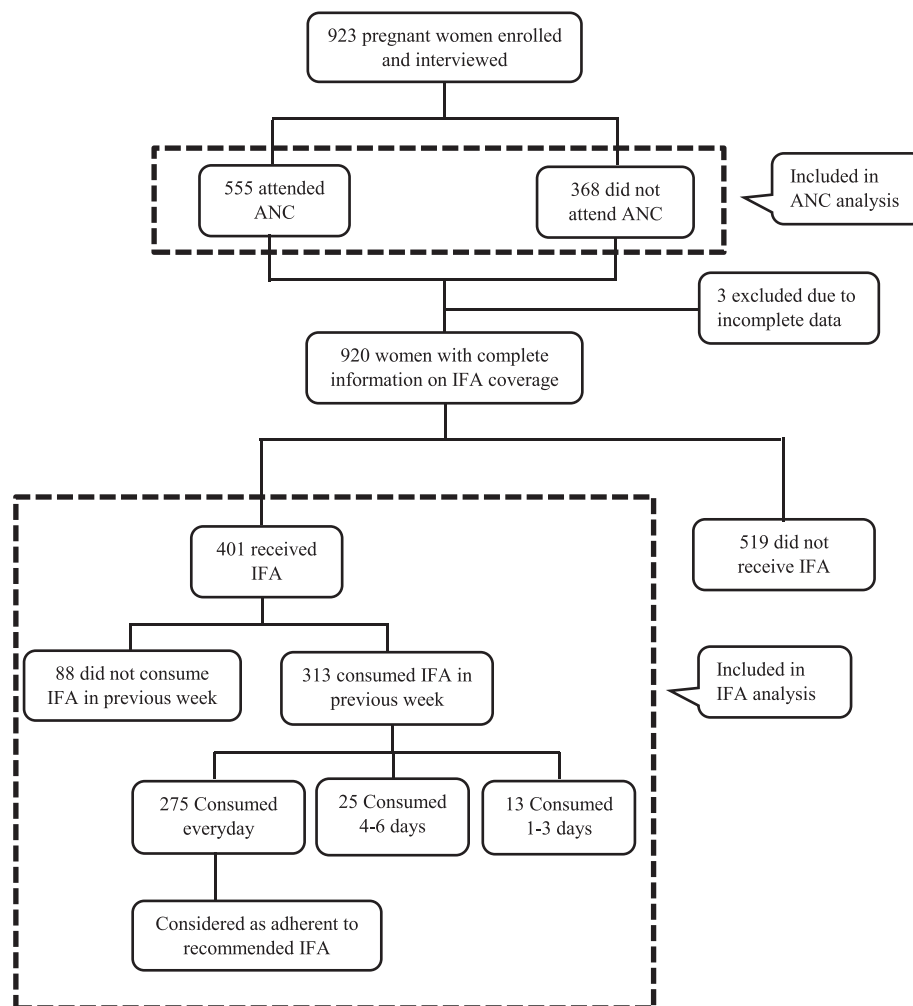 923 pregnant women enrolled
and interviewed
555 attended
ANC
368 did not
attend ANC
Included in
ANC analysis
3 excluded due to
incomplete data
920 women with complete
information on IFA coverage
401 received
IFA
519 did not
receive IFA
88 did not consume
IFA in previous week
313 consumed IFA in
previous week
Included in
IFA analysis
275 Consumed
everyday
25 Consumed
4-6 days
13 Consumed
1-3 days
Considered as adherent to
recommended IFA